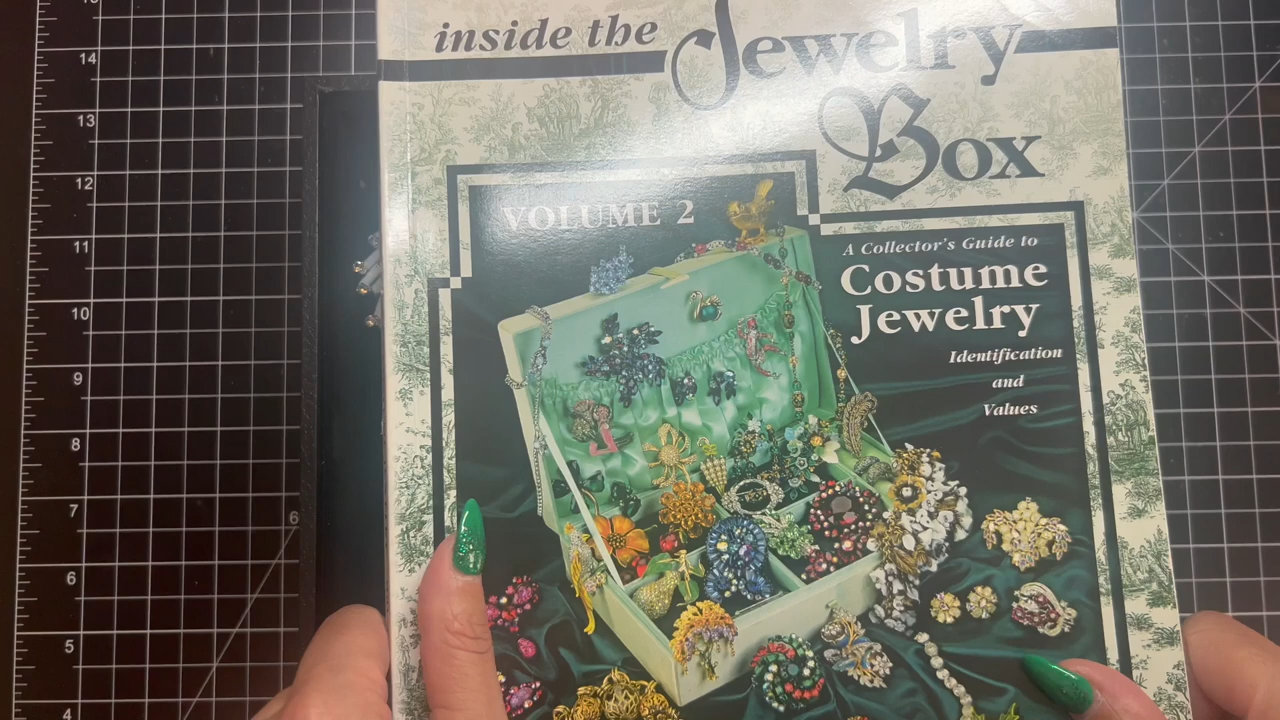 inside the Jewelry
Box
VOLUME 2
A Collector's Guide to
Costume
Jewelry
Identification
and
Values
14
13
12
11
10
9
8
7
6
5
4
6